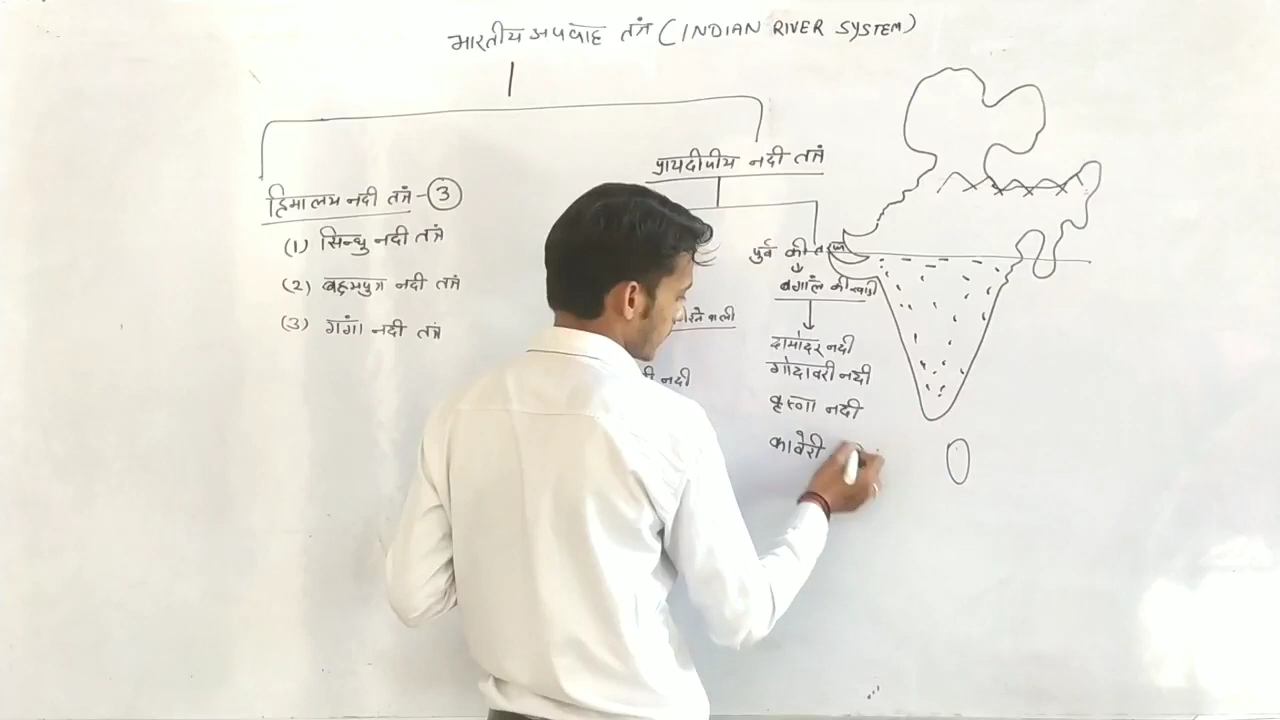 भारतीय अपवाह तंत्र (INDIAN RIVER SYSTEM)
हिमालय नदी तंत्र - 3
(1) सिन्धु नदी तंत्र
(2) ब्रह्मपुत्र नदी तंत्र
(3) गंगा नदी तंत्र
प्रायदीपीय नदी तंत्र
वाली
नदी
पुर्व की तरफ
बंगाल की खाड़ी
दामोदर नदी
गोदावरी नदी
कृष्णा नदी
कावेरी